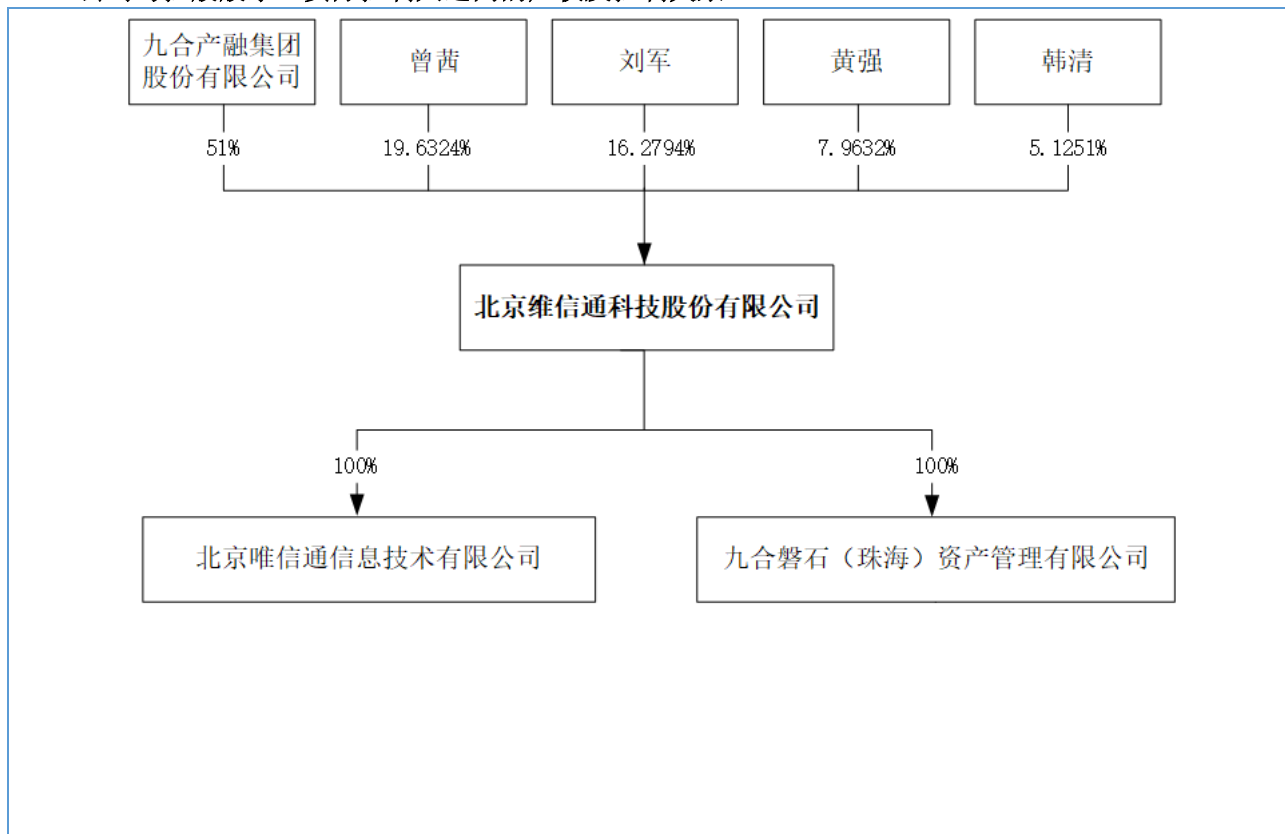 九合产融集团
股份有限公司
曾茜
刘军
黄强
韩清
51%
19.6324%
16.2794%
7.9632%
5.1251%
北京维信通科技股份有限公司
100%
100%
北京唯信通信息技术有限公司
九合磐石（珠海）资产管理有限公司